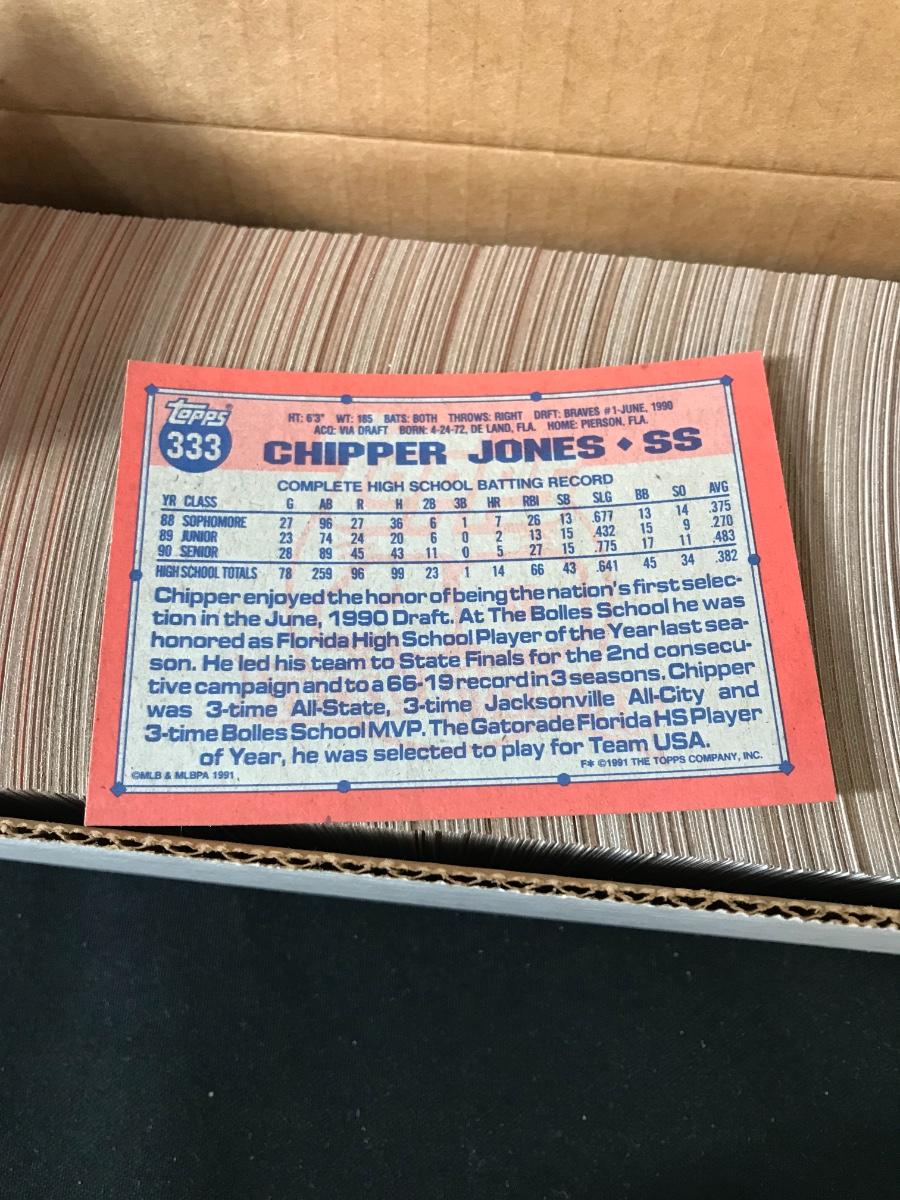 topps
333
HT: 6'3" WT: 185 BATS: BOTH THROWS: RIGHT DRFT: BRAVES #1-JUNE, 1990
ACQ: VIA DRAFT BORN: 4-24-72, DE LAND, FLA. HOME: PIERSON, FLA.
CHIPPER JONES ♦ SS
COMPLETE HIGH SCHOOL BATTING RECORD
YR CLASS G AB R H 2B 3B HR RBI SB SLG BB SO AVG
88 SOPHOMORE 27 96 27 36 6 1 7 26 13 .677 13 14 .375
89 JUNIOR 23 74 24 20 6 0 2 13 15 .432 15 9 .270
90 SENIOR 28 89 45 43 11 0 5 27 15 .775 17 11 .483
HIGH SCHOOL TOTALS 78 259 96 99 23 1 14 66 43 .641 45 34 .382
Chipper enjoyed the honor of being the nation's first selec-
tion in the June, 1990 Draft. At The Bolles School he was
honored as Florida High School Player of the Year last sea-
son. He led his team to State Finals for the 2nd consecu-
tive campaign and to a 66-19 record in 3 seasons. Chipper
was 3-time All-State, 3-time Jacksonville All-City and
3-time Bolles School MVP. The Gatorade Florida HS Player
of Year, he was selected to play for Team USA.
©MLB & MLBPA 1991 F* ©1991 THE TOPPS COMPANY, INC.